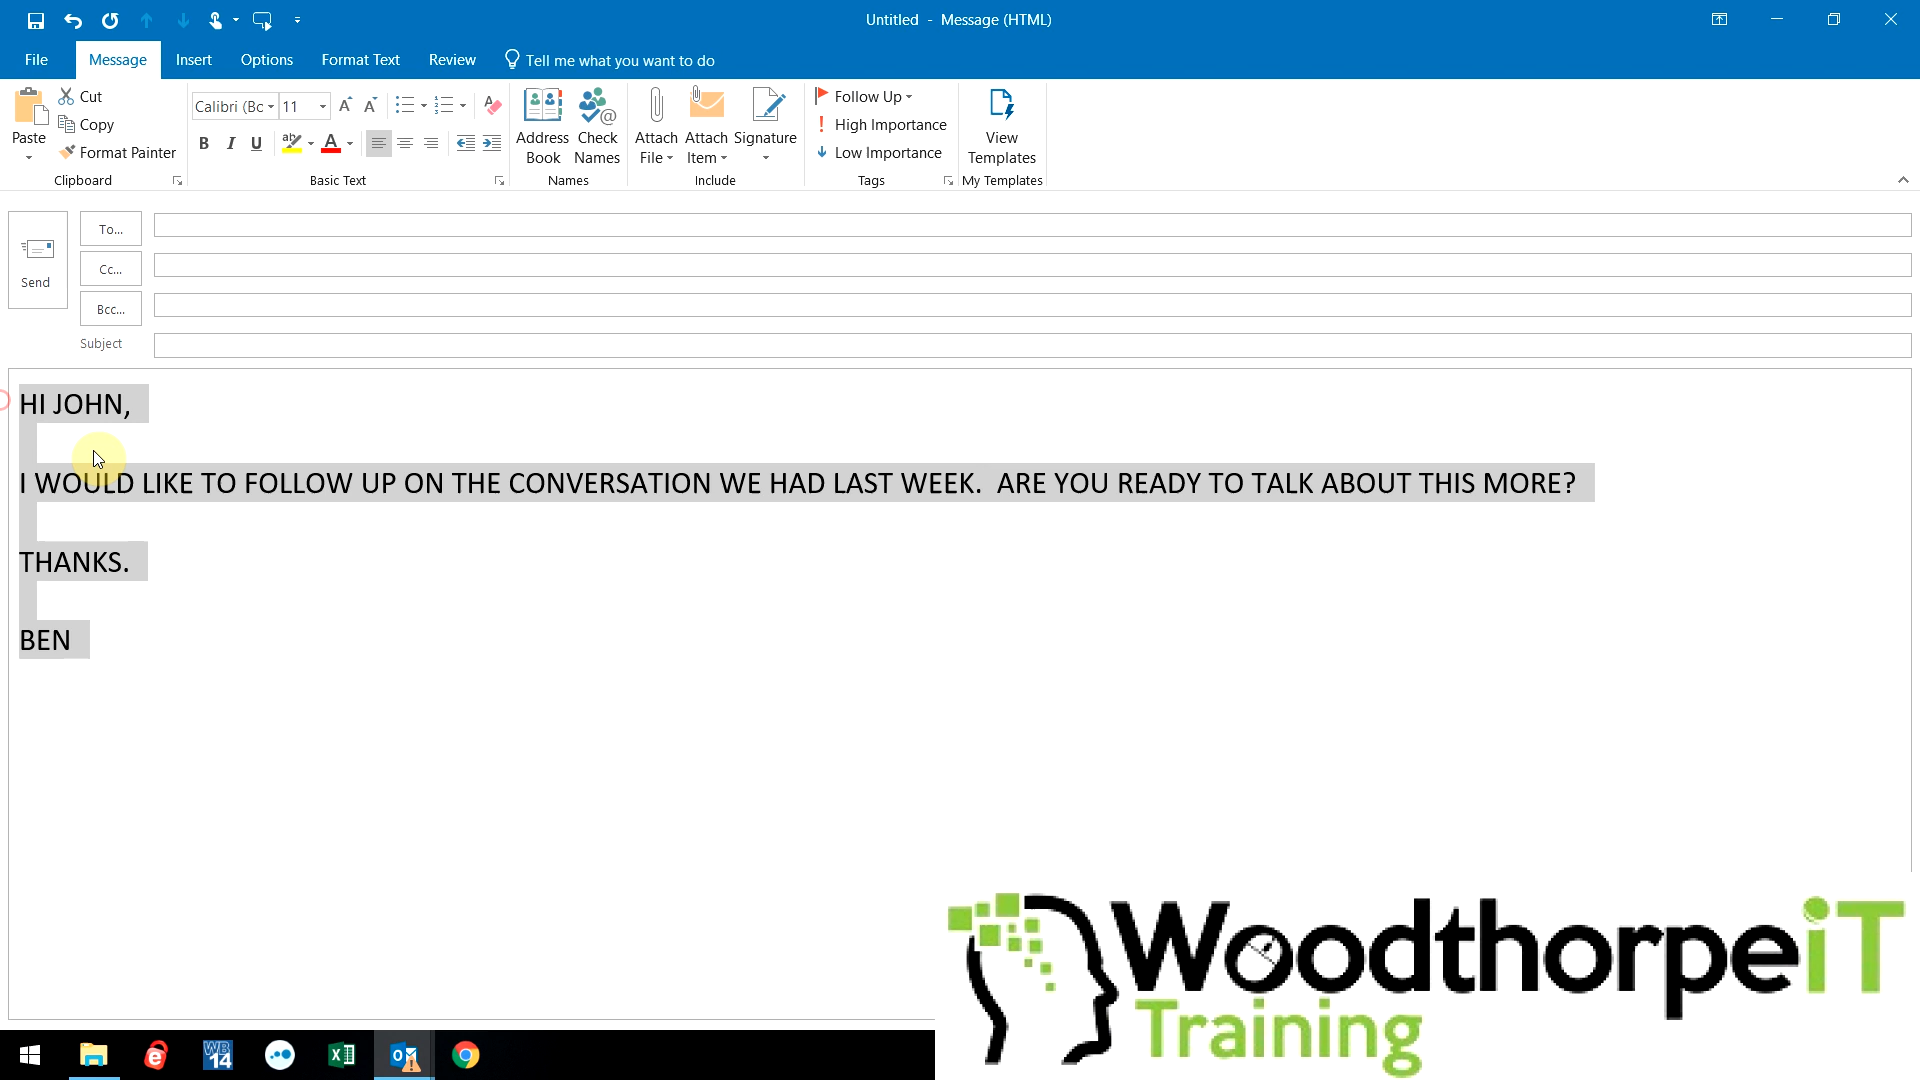 Untitled - Message (HTML)
File Message Insert Options Format Text Review Tell me what you want to do
Paste Cut Copy Format Painter
Clipboard
Calibri (Bc 11
B I U A
Basic Text
Address Book Check Names
Names
Attach File Attach Item Signature
Include
Follow Up
High Importance
Low Importance
Tags
View Templates
My Templates
Send
To...
Cc...
Bcc...
Subject
HI JOHN,
I WOULD LIKE TO FOLLOW UP ON THE CONVERSATION WE HAD LAST WEEK.  ARE YOU READY TO TALK ABOUT THIS MORE?
THANKS.
BEN
WoodthorpeiT
Training
WB
14